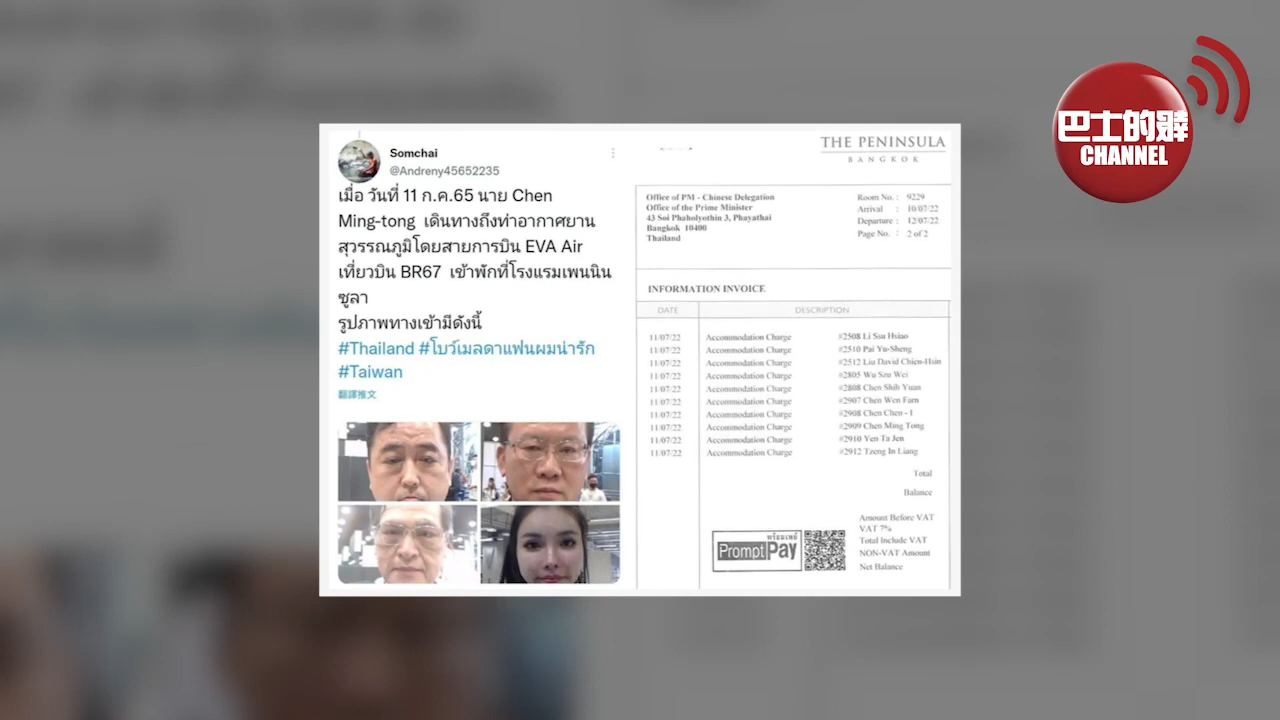 巴士的報
CHANNEL
Somchai
@Andreny45652235
เมื่อ วันที่ 11 ก.ค.65 นาย Chen
Ming-tong เดินทางถึงท่าอากาศยาน
สุวรรณภูมิโดยสายการบิน EVA Air
เที่ยวบิน BR67 เข้าพักที่โรงแรมเพนนิน
ซูลา
รูปภาพทางเข้ามีดังนี้
#Thailand #โบว์เมลดาแฟนผมน่ารัก
#Taiwan
翻譯推文
THE PENINSULA
BANGKOK
Office of PM - Chinese Delegation
Office of the Prime Minister
43 Soi Phaholyothin 3, Phayathai
Bangkok 10400
Thailand
Room No. : 9229
Arrival : 10/07/22
Departure : 12/07/22
Page No. : 2 of 2
INFORMATION INVOICE
DATE DESCRIPTION
11/07/22 Accommodation Charge #2508 Li Ssu Hsiao
11/07/22 Accommodation Charge #2510 Pai Yu-Sheng
11/07/22 Accommodation Charge #2512 Liu David Chien-Hsin
11/07/22 Accommodation Charge #2805 Wu Szu Wei
11/07/22 Accommodation Charge #2808 Chen Shih Yuan
11/07/22 Accommodation Charge #2907 Chen Wen Farn
11/07/22 Accommodation Charge #2908 Chen Chen - I
11/07/22 Accommodation Charge #2909 Chen Ming Tong
11/07/22 Accommodation Charge #2910 Yen Ta Jen
11/07/22 Accommodation Charge #2912 Tzeng In Liang
Total
Balance
Amount Before VAT
VAT 7%
Total Include VAT
NON-VAT Amount
Net Balance
พร้อมเพย์
PromptPay